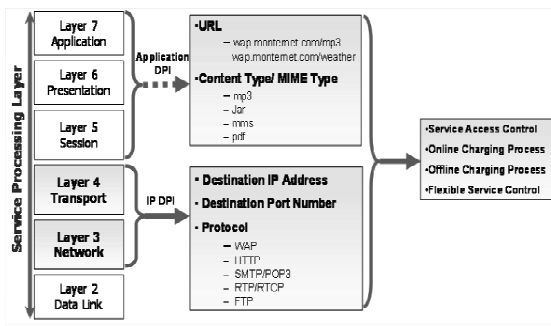 Service Processing Layer
Layer 7
Application
Layer 6
Presentation
Layer 5
Session
Layer 4
Transport
Layer 3
Network
Layer 2
Data Link
Application
DPI
IP DPI
•URL
– wap.monternet.com/mp3
wap.monternet.com/weather
•Content Type/ MIME Type
– mp3
– Jar
– mms
– pdf
• Destination IP Address
• Destination Port Number
• Protocol
– WAP
– HTTP
– SMTP/POP3
– RTP/RTCP
– FTP
•Service Access Control
•Online Charging Process
•Offline Charging Process
•Flexible Service Control